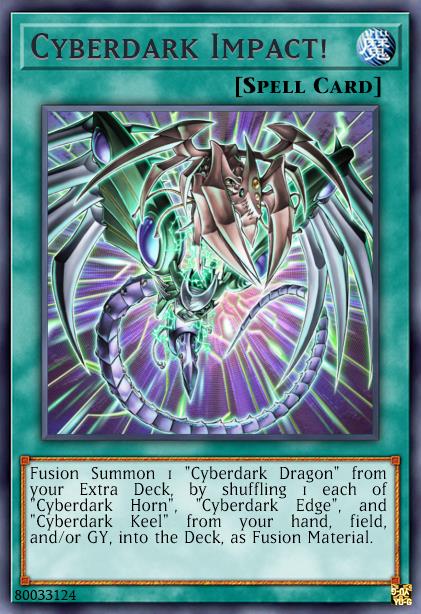 Cyberdark Impact!
魔
[Spell Card]
Fusion Summon 1 "Cyberdark Dragon" from
your Extra Deck, by shuffling 1 each of
"Cyberdark Horn", "Cyberdark Edge", and
"Cyberdark Keel" from your hand, field,
and/or GY, into the Deck, as Fusion Material.
80033124